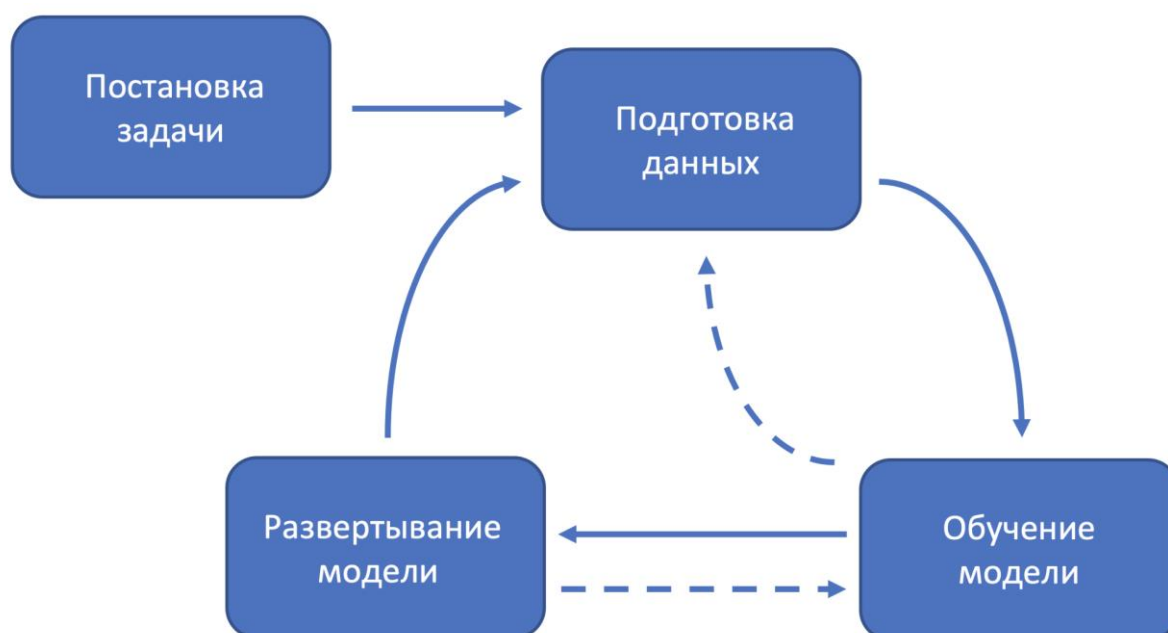 Постановка
задачи
Подготовка
данных
Развертывание
модели
Обучение
модели